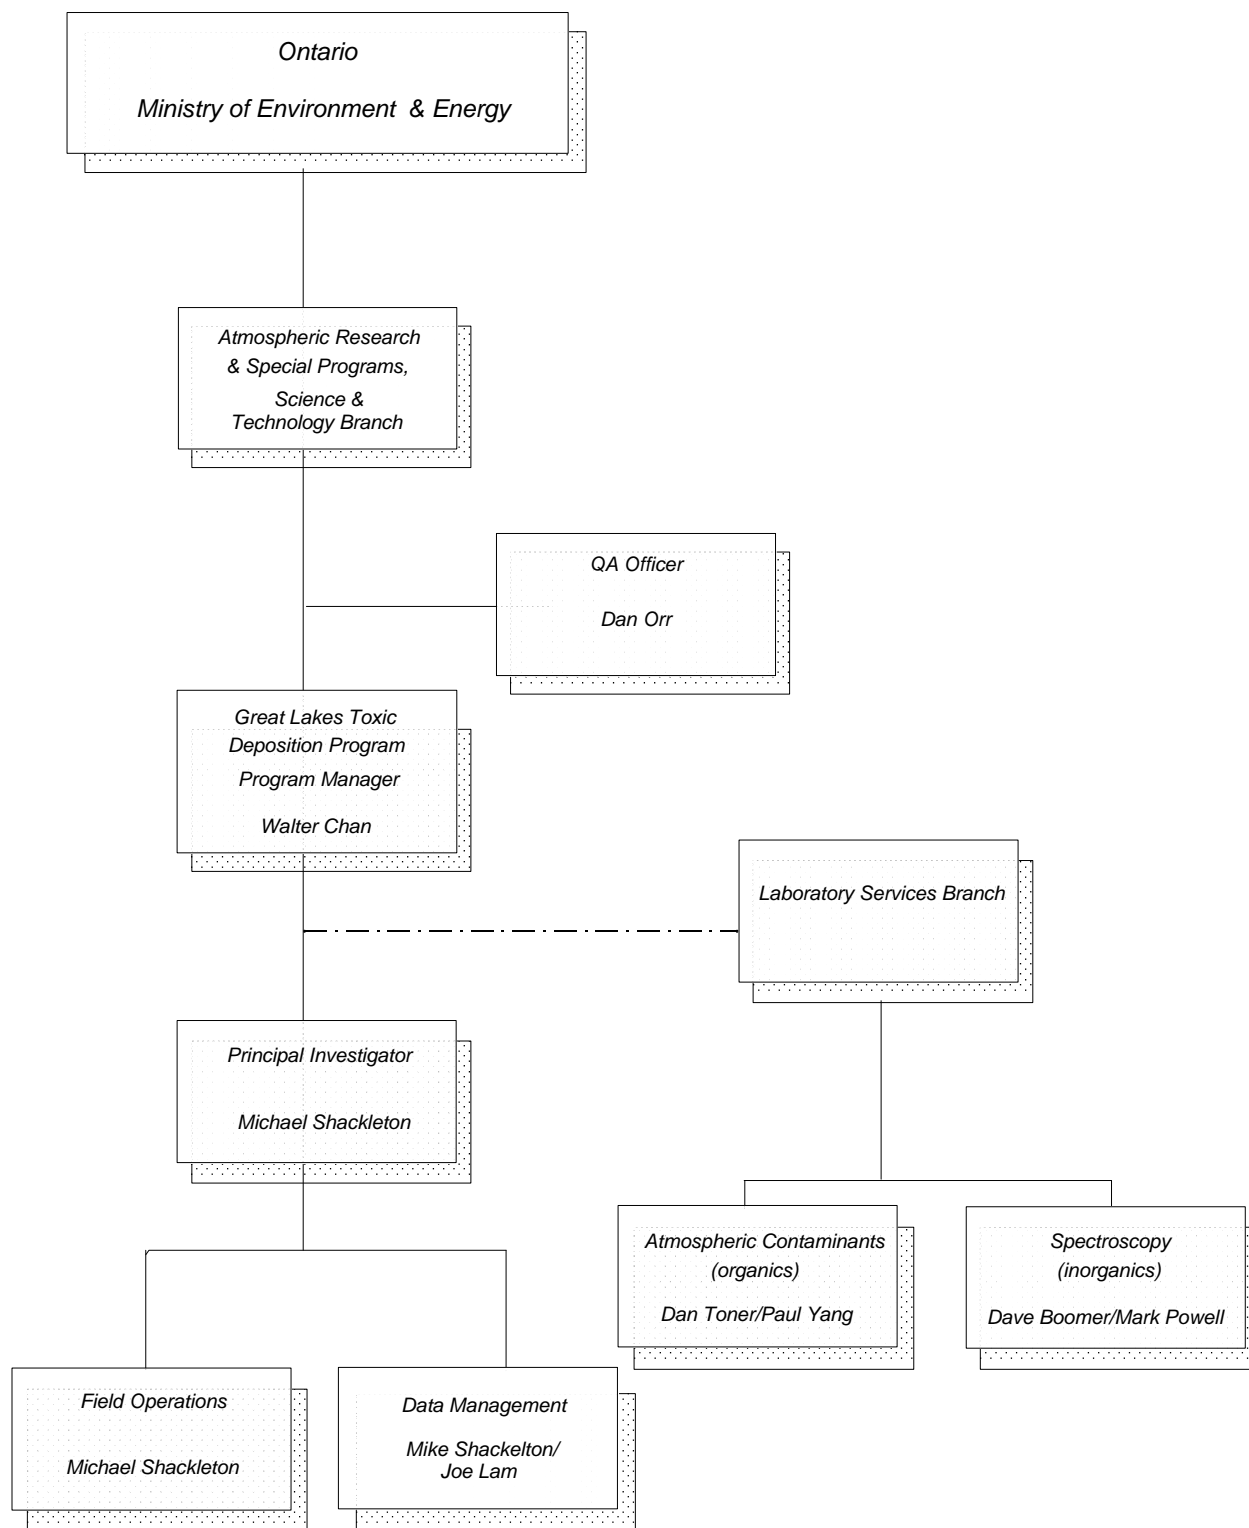 Ontario
Ministry of Environment & Energy
Atmospheric Research
& Special Programs,
Science &
Technology Branch
QA Officer
Dan Orr
Great Lakes Toxic
Deposition Program
Program Manager
Walter Chan
Laboratory Services Branch
Principal Investigator
Michael Shackleton
Atmospheric Contaminants
(organics)
Dan Toner/Paul Yang
Spectroscopy
(inorganics)
Dave Boomer/Mark Powell
Field Operations
Michael Shackleton
Data Management
Mike Shackelton/
Joe Lam